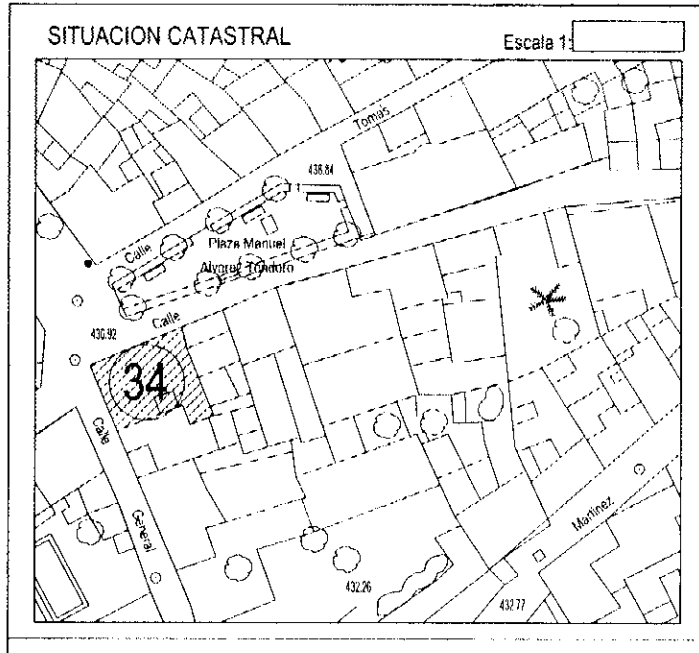 SITUACION CATASTRAL
Escala 1:
Tomas
436.84
Calle
Plaza Manuel
Alvarez
Calle
430.92
34
Calle
General
Martinez
432.26
432.77